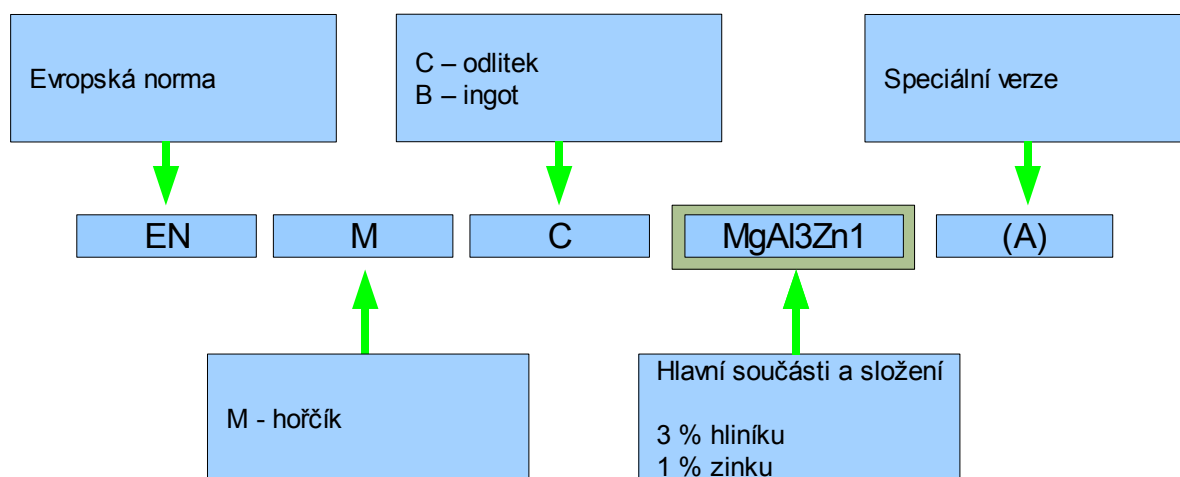 Evropská norma
C – odlitek
B – ingot
Speciální verze
EN
M
C
MgAl3Zn1
(A)
M - hořčík
Hlavní součásti a složení
3 % hliníku
1 % zinku